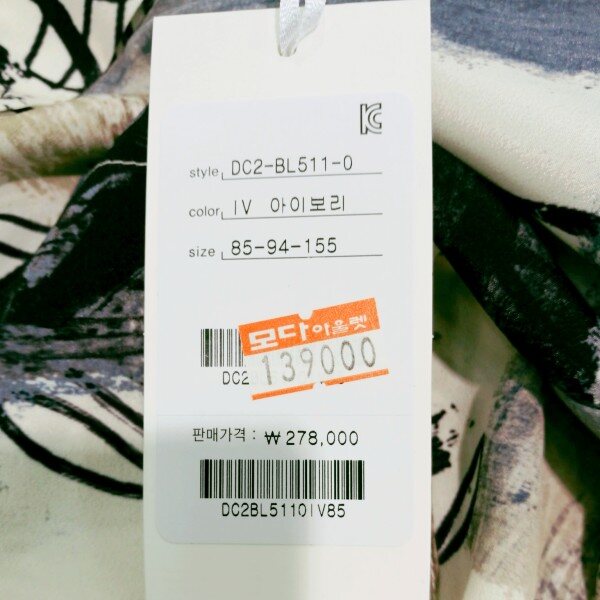 KC
style DC2-BL511-0
color IV 아이보리
size 85-94-155
모다아울렛
139000
DC2
판매가격 : ₩ 278,000
DC2BL5110IV85